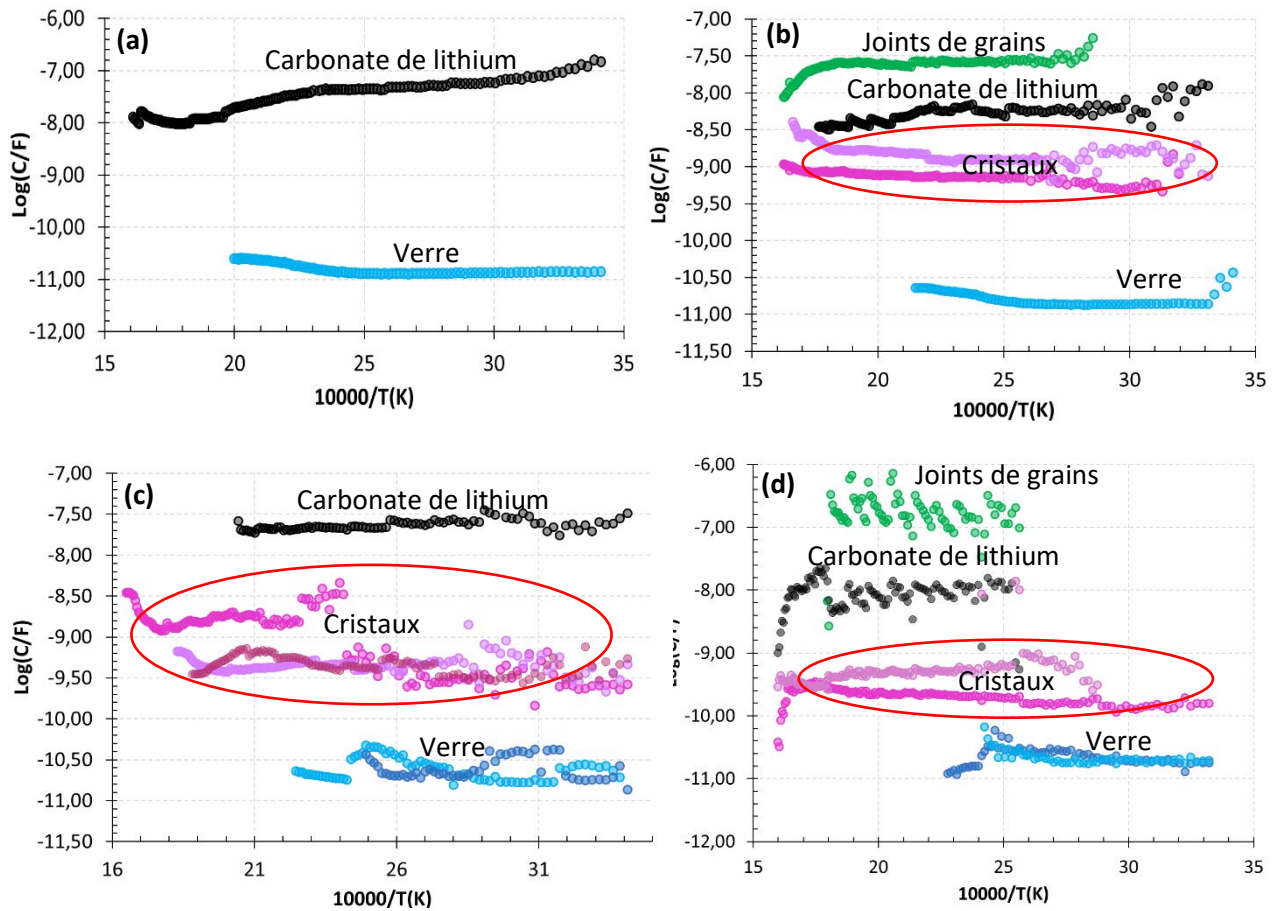 (a)
Carbonate de lithium
Verre
Log(C/F)
-6,00
-7,00
-8,00
-9,00
-10,00
-11,00
-12,00
15
20
25
30
35
10000/T(K)
(b)
Joints de grains
Carbonate de lithium
Cristaux
Verre
Log(C/F)
-7,00
-7,50
-8,00
-8,50
-9,00
-9,50
-10,00
-10,50
-11,00
-11,50
15
20
25
30
35
10000/T(K)
(c)
Carbonate de lithium
Cristaux
Verre
Log(C/F)
-7,00
-7,50
-8,00
-8,50
-9,00
-9,50
-10,00
-10,50
-11,00
-11,50
16
21
26
31
10000/T(K)
(d)
Joints de grains
Carbonate de lithium
Cristaux
Verre
-6,00
-7,00
-8,00
-9,00
-10,00
-11,00
-12,00
15
20
25
30
35
10000/T(K)